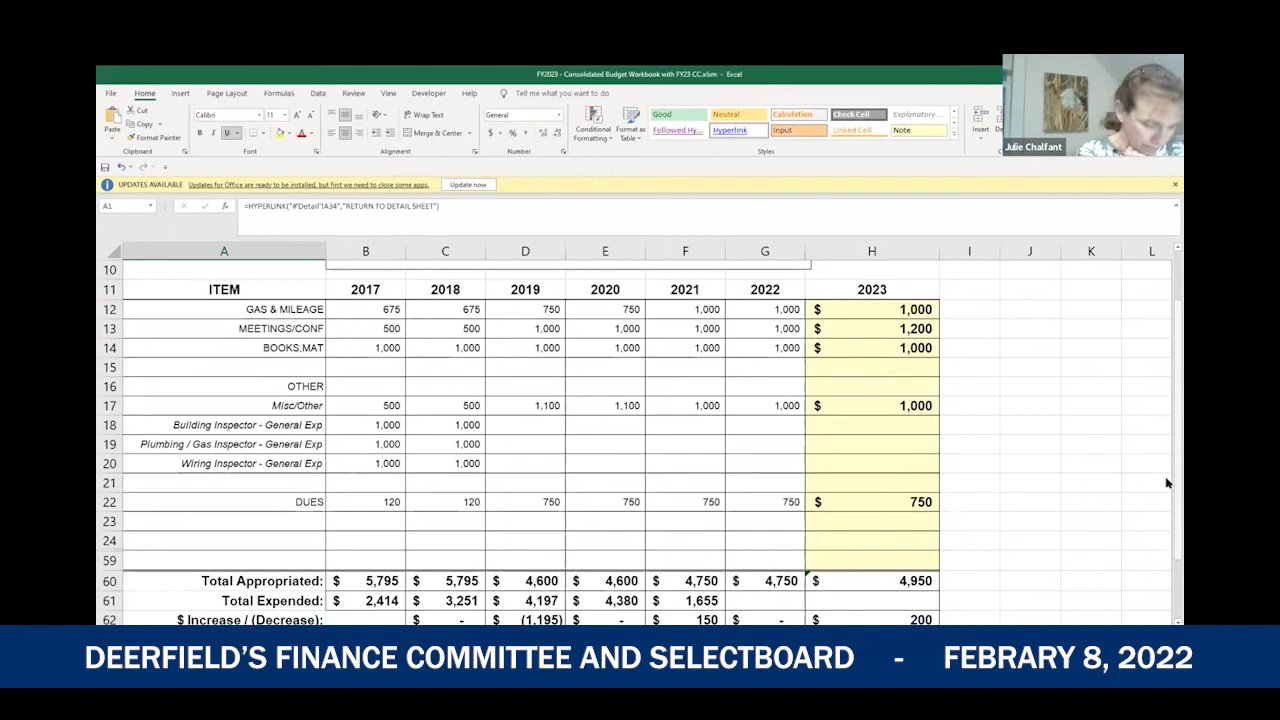 FY2023 - Consolidated Budget Workbook with FY23 CC.xlsm - Excel
File Home Insert Page Layout Formulas Data Review View Developer Help Tell me what you want to do
Paste Cut Copy Format Painter
Calibri 11 B I U
Wrap Text Merge & Center
General $ % ,
Conditional Formatting Format as Table
Good Neutral Calculation Check Cell Explanatory ...
Followed Hy... Hyperlink Input Linked Cell Note
Insert
Clipboard Font Alignment Number Styles
Julie Chalfant
UPDATES AVAILABLE Updates for Office are ready to be installed, but first we need to close some apps. Update now
A1 fx =HYPERLINK("#'Detail'!A34","RETURN TO DETAIL SHEET")
A B C D E F G H I J K L
10
11 ITEM 2017 2018 2019 2020 2021 2022 2023
12 GAS & MILEAGE 675 675 750 750 1,000 1,000 $ 1,000
13 MEETINGS/CONF 500 500 1,000 1,000 1,000 1,000 $ 1,200
14 BOOKS,MAT 1,000 1,000 1,000 1,000 1,000 1,000 $ 1,000
15
16 OTHER
17 Misc/Other 500 500 1,100 1,100 1,000 1,000 $ 1,000
18 Building Inspector - General Exp 1,000 1,000
19 Plumbing / Gas Inspector - General Exp 1,000 1,000
20 Wiring Inspector - General Exp 1,000 1,000
21
22 DUES 120 120 750 750 750 750 $ 750
23
24
59
60 Total Appropriated: $ 5,795 $ 5,795 $ 4,600 $ 4,600 $ 4,750 $ 4,750 $ 4,950
61 Total Expended: $ 2,414 $ 3,251 $ 4,197 $ 4,380 $ 1,655
62 $ Increase / (Decrease): $ - $ (1,195) $ - $ 150 $ - $ 200
DEERFIELD'S FINANCE COMMITTEE AND SELECTBOARD - FEBRARY 8, 2022